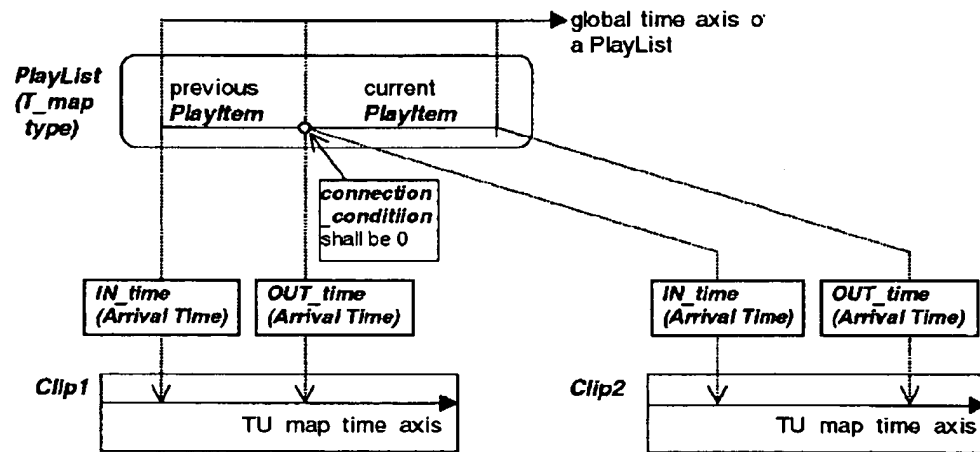 global time axis o
a PlayList
PlayList
(T_map
type)
previous
PlayItem
current
PlayItem
connection
_condition
shall be 0
IN_time
(Arrival Time)
OUT_time
(Arrival Time)
IN_time
(Arrival Time)
OUT_time
(Arrival Time)
Clip1
TU map time axis
Clip2
TU map time axis